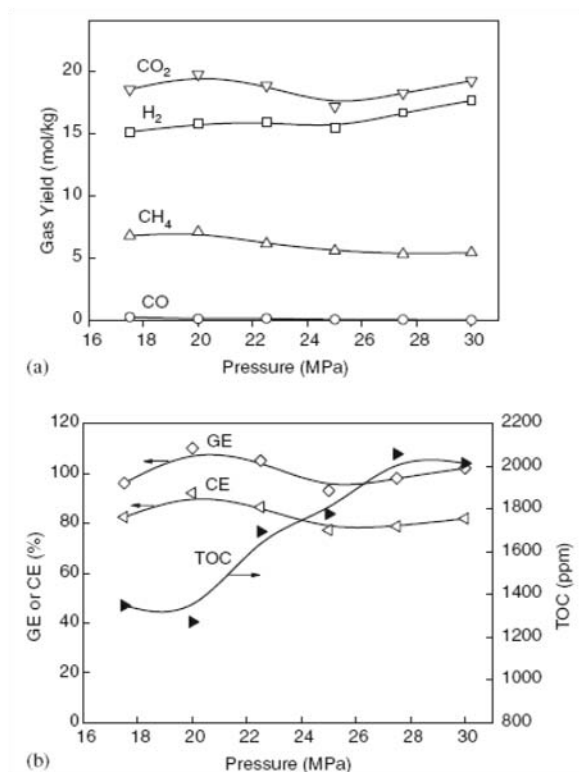 CO2
H2
CH4
CO
Gas Yield (mol/kg)
20
15
10
5
0
16 18 20 22 24 26 28 30
Pressure (MPa)
(a)
GE
CE
TOC
GE or CE (%)
120
100
80
60
40
20
0
TOC (ppm)
2200
2000
1800
1600
1400
1200
1000
800
16 18 20 22 24 26 28 30
Pressure (MPa)
(b)